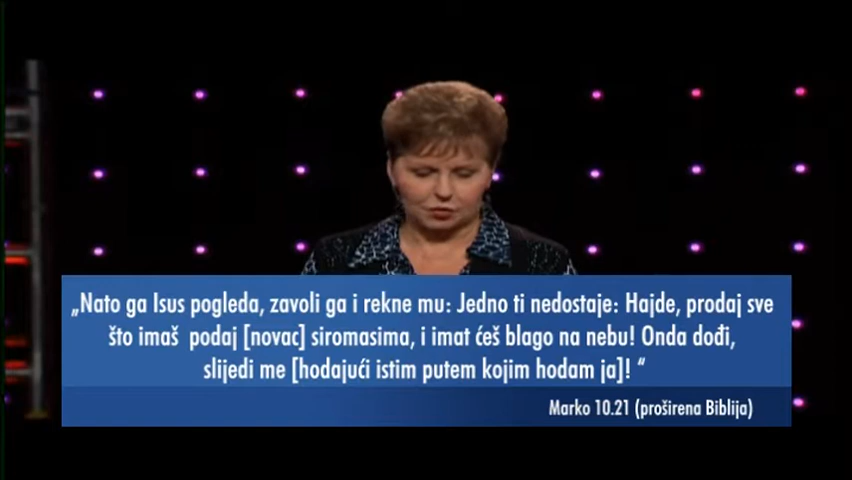 „Nato ga Isus pogleda, zavoli ga i rekne mu: Jedno ti nedostaje: Hajde, prodaj sve
što imaš podaj [novac] siromasima, i imat ćeš blago na nebu! Onda dođi,
slijedi me [hodajući istim putem kojim hodam ja]! “
Marko 10.21 (proširena Biblija)